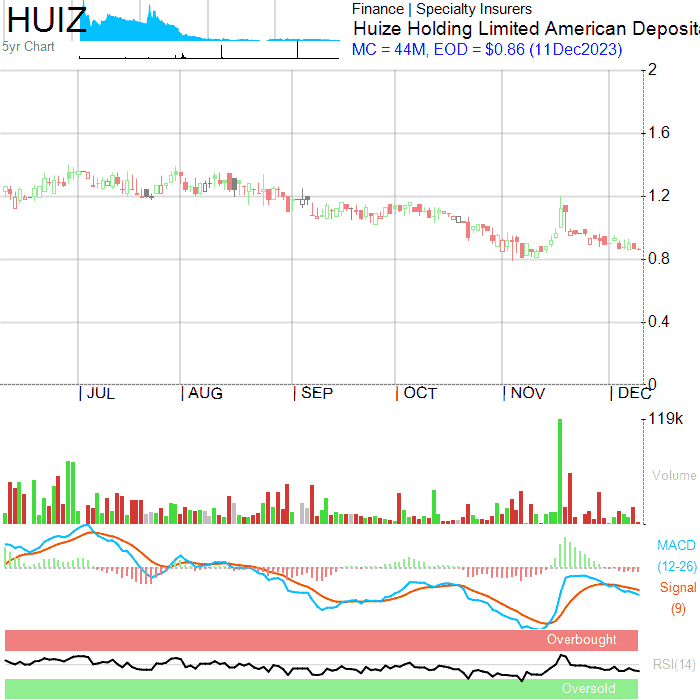 HUIZ
5yr Chart
Finance | Specialty Insurers
Huize Holding Limited American Deposit
MC = 44M, EOD = $0.86 (11Dec2023)
2
1.6
1.2
0.8
0.4
0
JUL AUG SEP OCT NOV DEC
119k
Volume
MACD
(12-26)
Signal
(9)
Overbought
RSI(14)
Oversold